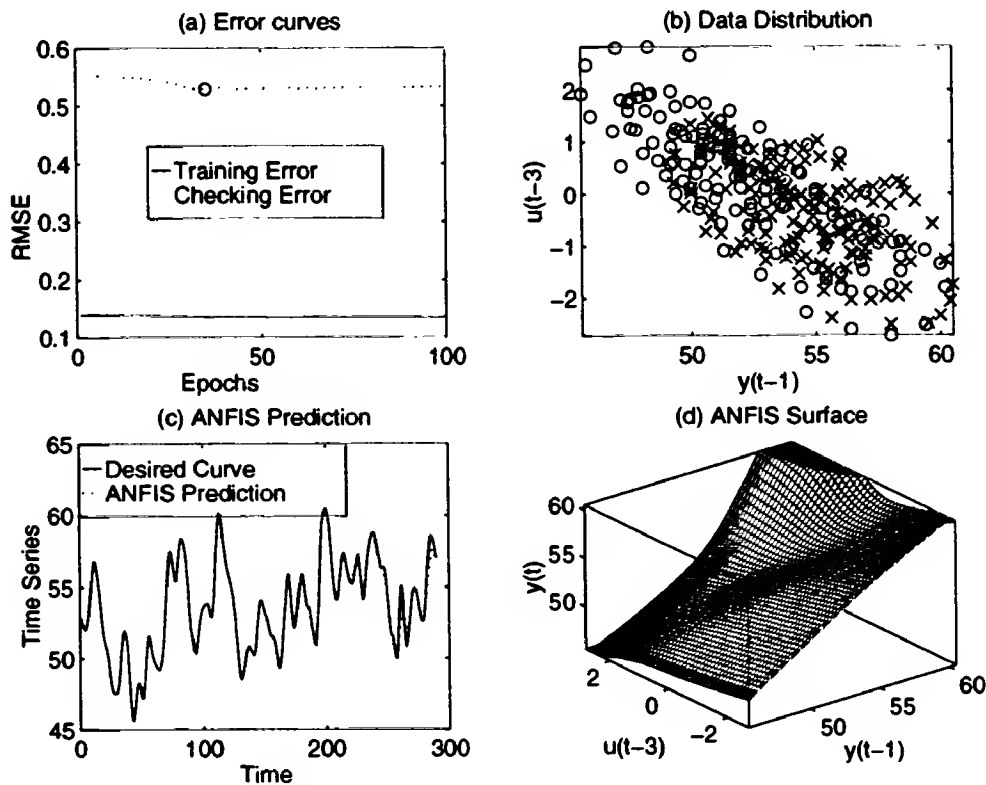 (a) Error curves
0.6
0.5
0.4
0.3
0.2
0.1
RMSE
Training Error
Checking Error
0
50
100
Epochs
(b) Data Distribution
2
1
0
−1
−2
u(t−3)
50
55
60
y(t−1)
(c) ANFIS Prediction
65
60
55
50
45
Time Series
Desired Curve
ANFIS Prediction
0
100
200
300
Time
(d) ANFIS Surface
60
55
50
y(t)
2
0
−2
u(t−3)
50
55
60
y(t−1)